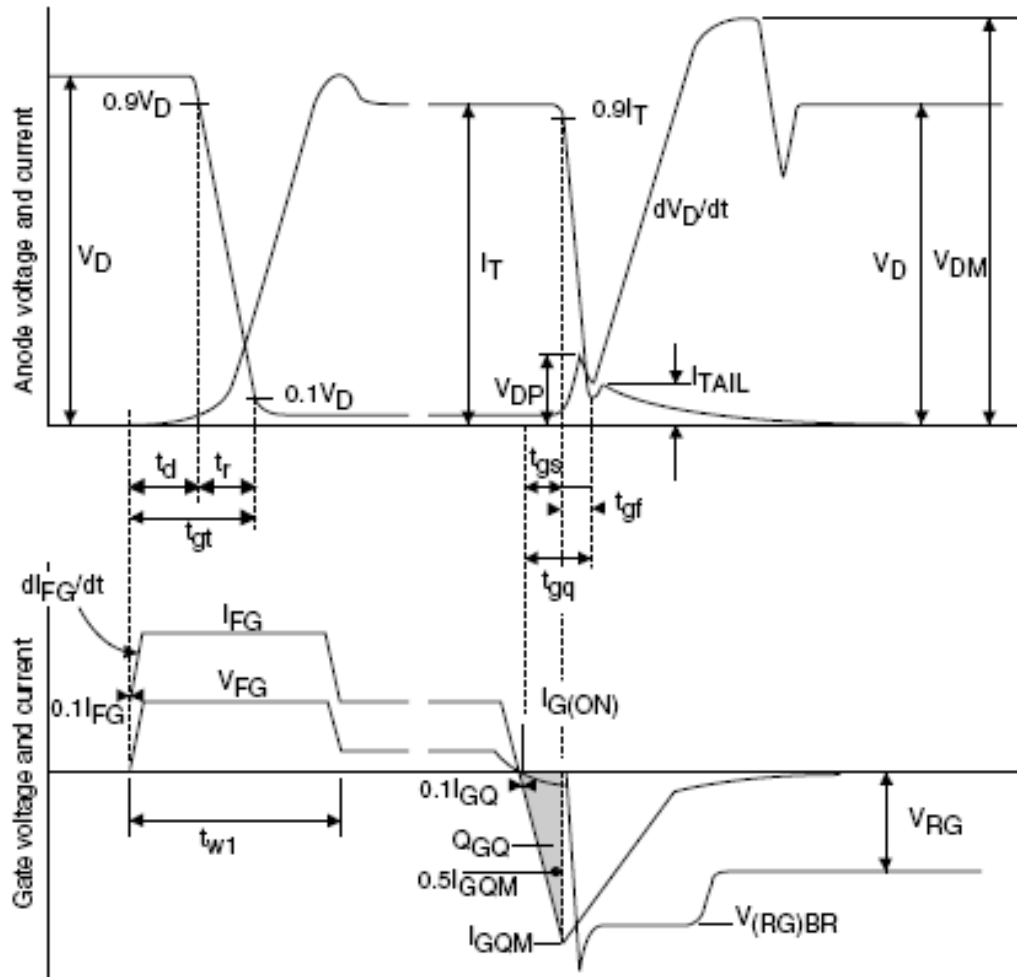 Anode voltage and current
0.9VD
VD
0.1VD
IT
0.9IT
dVD/dt
VD
VDM
VDP
ITAIL
td
tr
tgt
tgs
tgf
tgq
Gate voltage and current
dIFG/dt
IFG
VFG
0.1IFG
tw1
IG(ON)
0.1IGQ
QGQ
0.5IGQM
IGQM
VRG
V(RG)BR